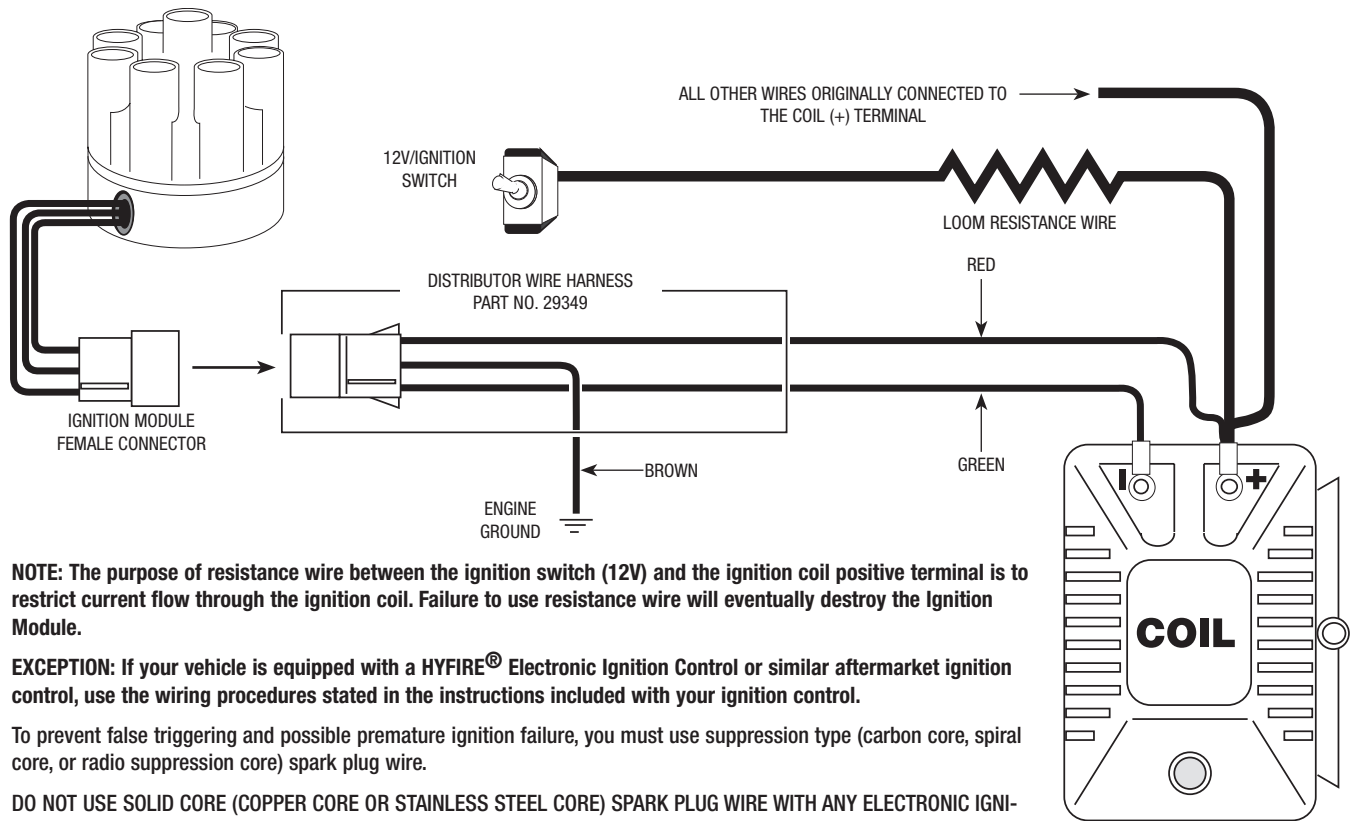 ALL OTHER WIRES ORIGINALLY CONNECTED TO
THE COIL (+) TERMINAL
12V/IGNITION
SWITCH
LOOM RESISTANCE WIRE
RED
DISTRIBUTOR WIRE HARNESS
PART NO. 29349
IGNITION MODULE
FEMALE CONNECTOR
GREEN
BROWN
ENGINE
GROUND
- +
COIL
NOTE: The purpose of resistance wire between the ignition switch (12V) and the ignition coil positive terminal is to
restrict current flow through the ignition coil. Failure to use resistance wire will eventually destroy the Ignition
Module.
EXCEPTION: If your vehicle is equipped with a HYFIRE® Electronic Ignition Control or similar aftermarket ignition
control, use the wiring procedures stated in the instructions included with your ignition control.
To prevent false triggering and possible premature ignition failure, you must use suppression type (carbon core, spiral
core, or radio suppression core) spark plug wire.
DO NOT USE SOLID CORE (COPPER CORE OR STAINLESS STEEL CORE) SPARK PLUG WIRE WITH ANY ELECTRONIC IGNI-